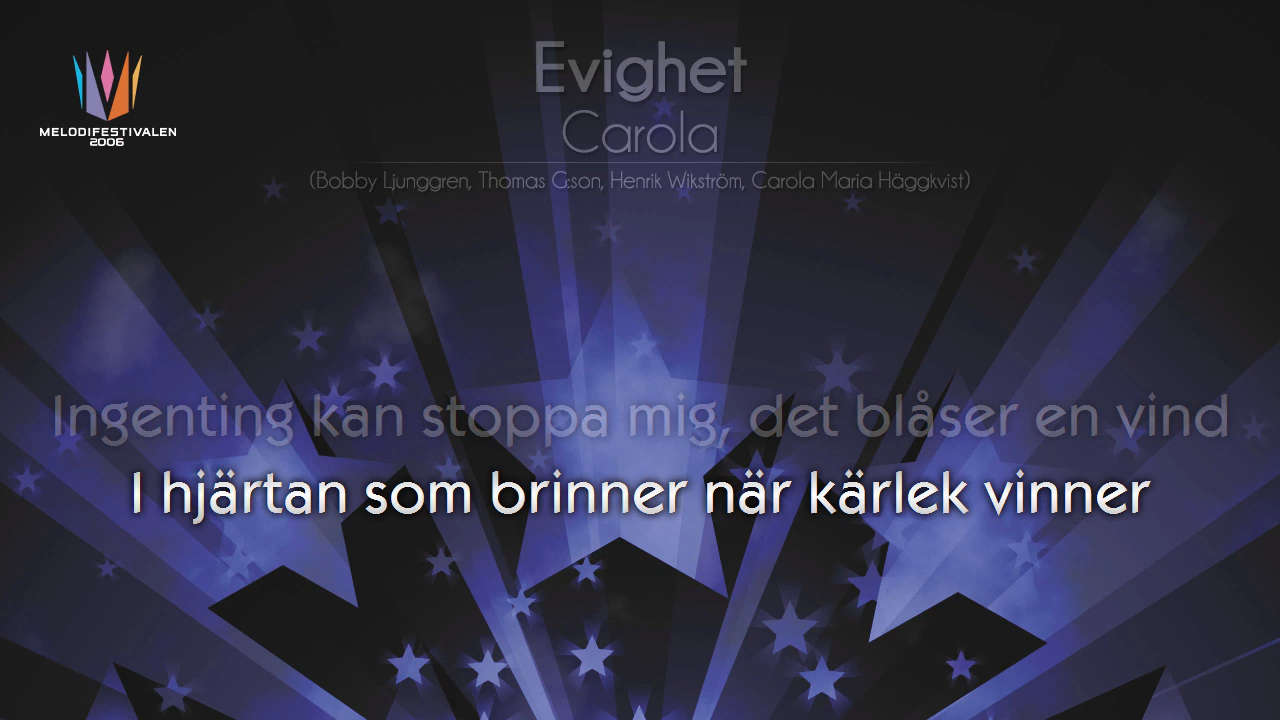 MELODIFESTIVALEN
2006
Evighet
Carola
(Bobby Ljunggren, Thomas G:son, Henrik Wikström, Carola Maria Häggkvist)
Ingenting kan stoppa mig, det blåser en vind
I hjärtan som brinner när kärlek vinner